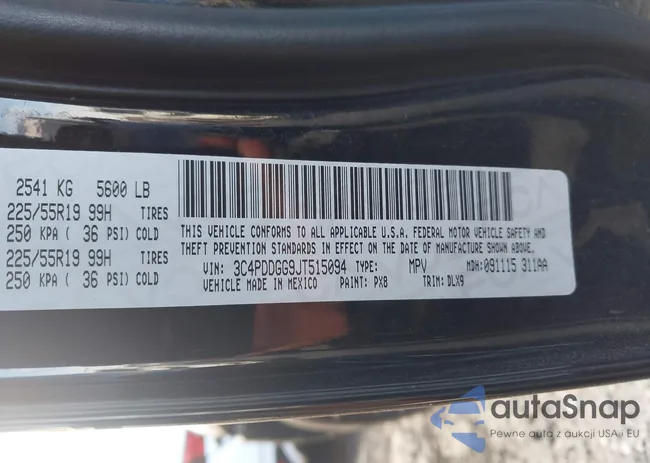 2541 KG 5600 LB
225/55R19 99H TIRES
250 KPA ( 36 PSI) COLD
225/55R19 99H TIRES
250 KPA ( 36 PSI) COLD
THIS VEHICLE CONFORMS TO ALL APPLICABLE U.S.A. FEDERAL MOTOR VEHICLE SAFETY AND
THEFT PREVENTION STANDARDS IN EFFECT ON THE DATE OF MANUFACTURE SHOWN ABOVE.
VIN: 3C4PDDGG9JT515094 TYPE: MPV MDH: 091115 311AA
VEHICLE MADE IN MEXICO PAINT: PX8 TRIM: DLX9
autoSnap
Pewne auta z aukcji USA i EU